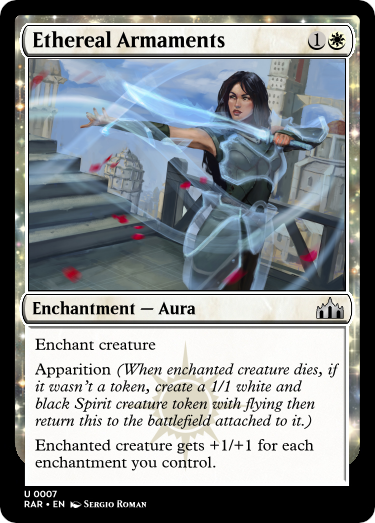 Ethereal Armaments 1
Enchantment — Aura
Enchant creature
Apparition (When enchanted creature dies, if
it wasn't a token, create a 1/1 white and
black Spirit creature token with flying then
return this to the battlefield attached to it.)
Enchanted creature gets +1/+1 for each
enchantment you control.
U 0007
RAR • EN Sergio Roman